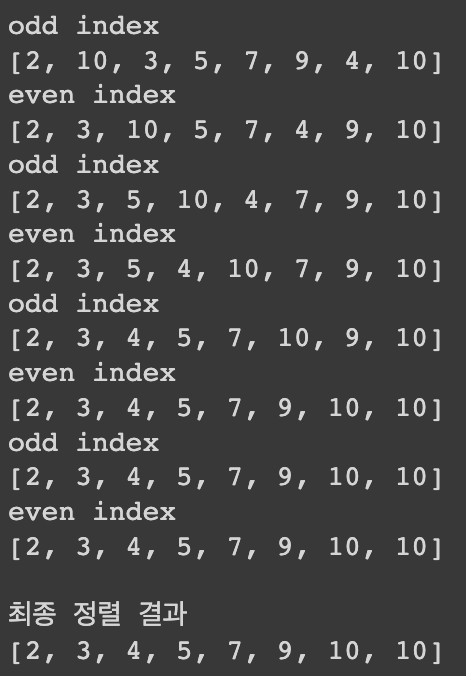 odd index
[2, 10, 3, 5, 7, 9, 4, 10]
even index
[2, 3, 10, 5, 7, 4, 9, 10]
odd index
[2, 3, 5, 10, 4, 7, 9, 10]
even index
[2, 3, 5, 4, 10, 7, 9, 10]
odd index
[2, 3, 4, 5, 7, 10, 9, 10]
even index
[2, 3, 4, 5, 7, 9, 10, 10]
odd index
[2, 3, 4, 5, 7, 9, 10, 10]
even index
[2, 3, 4, 5, 7, 9, 10, 10]
최종 정렬 결과
[2, 3, 4, 5, 7, 9, 10, 10]